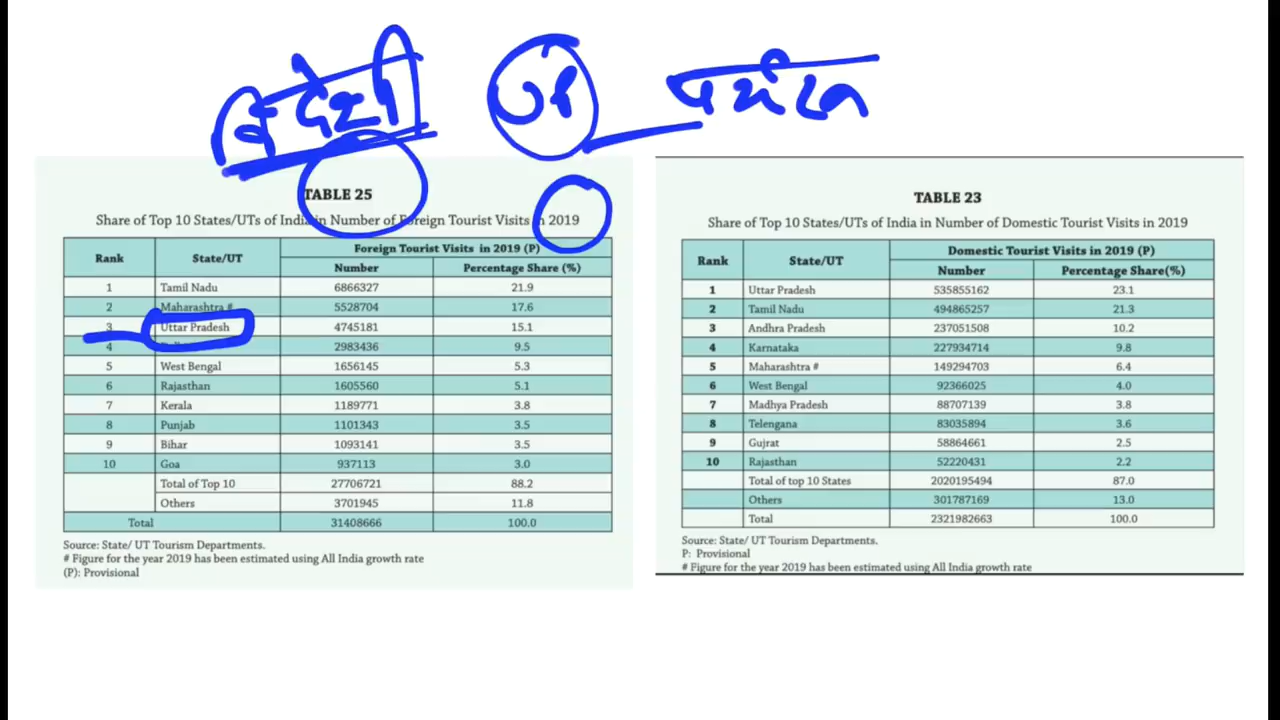 विदेशी पर्यटन
TABLE 25
Share of Top 10 States/UTs of India in Number of Foreign Tourist Visits in 2019
Rank State/UT Foreign Tourist Visits in 2019 (P)
Number Percentage Share (%)
1 Tamil Nadu 6866327 21.9
2 Maharashtra # 5528704 17.6
3 Uttar Pradesh 4745181 15.1
4 2983436 9.5
5 West Bengal 1656145 5.3
6 Rajasthan 1605560 5.1
7 Kerala 1189771 3.8
8 Punjab 1101343 3.5
9 Bihar 1093141 3.5
10 Goa 937113 3.0
Total of Top 10 27706721 88.2
Others 3701945 11.8
Total 31408666 100.0
Source: State/ UT Tourism Departments.
# Figure for the year 2019 has been estimated using All India growth rate
(P): Provisional
TABLE 23
Share of Top 10 States/UTs of India in Number of Domestic Tourist Visits in 2019
Rank State/UT Domestic Tourist Visits in 2019 (P)
Number Percentage Share(%)
1 Uttar Pradesh 535855162 23.1
2 Tamil Nadu 494865257 21.3
3 Andhra Pradesh 237051508 10.2
4 Karnataka 227934714 9.8
5 Maharashtra # 149294703 6.4
6 West Bengal 92366025 4.0
7 Madhya Pradesh 88707139 3.8
8 Telengana 83035894 3.6
9 Gujrat 58864661 2.5
10 Rajasthan 52220431 2.2
Total of top 10 States 2020195494 87.0
Others 301787169 13.0
Total 2321982663 100.0
Source: State/ UT Tourism Departments.
P: Provisional
# Figure for the year 2019 has been estimated using All India growth rate